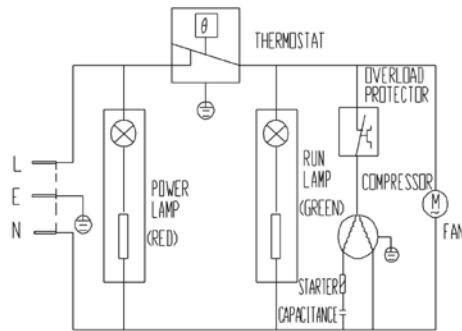 θ
THERMOSTAT
OVERLOAD
PROTECTOR
L
E
N
POWER
LAMP
(RED)
RUN
LAMP
(GREEN)
COMPRESSOR
M
~
FAN
STARTER
CAPACITANCE